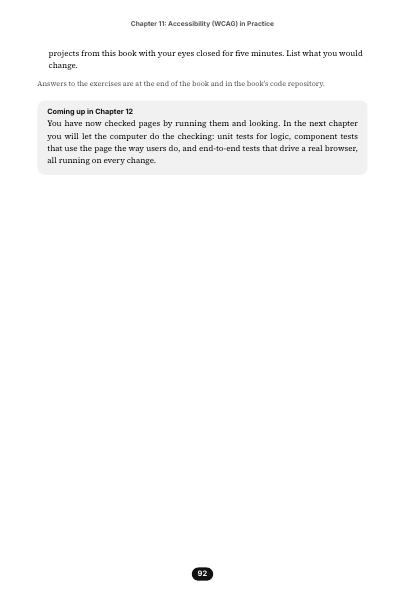 Chapter 11: Accessibility (WCAG) in Practice
projects from this book with your eyes closed for five minutes. List what you would
change.
Answers to the exercises are at the end of the book and in the book's code repository.
Coming up in Chapter 12
You have now checked pages by running them and looking. In the next chapter
you will let the computer do the checking: unit tests for logic, component tests
that use the page the way users do, and end-to-end tests that drive a real browser,
all running on every change.
92